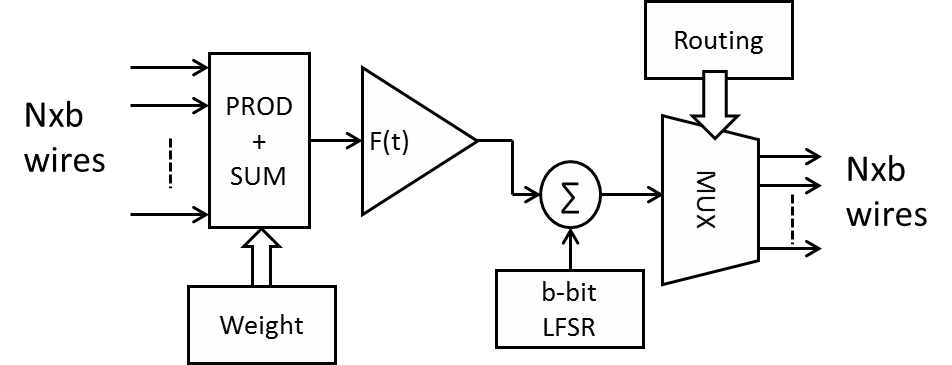 Nxb
wires
PROD
+
SUM
Weight
F(t)
∑
b-bit
LFSR
Routing
MUX
Nxb
wires